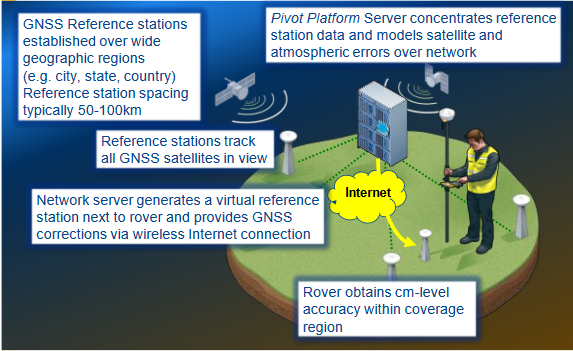 GNSS Reference stations
established over wide
geographic regions
(e.g. city, state, country)
Reference station spacing
typically 50-100km
Pivot Platform Server concentrates reference
station data and models satellite and
atmospheric errors over network
Reference stations track
all GNSS satellites in view
Network server generates a virtual reference
station next to rover and provides GNSS
corrections via wireless Internet connection
Internet
Rover obtains cm-level
accuracy within coverage
region